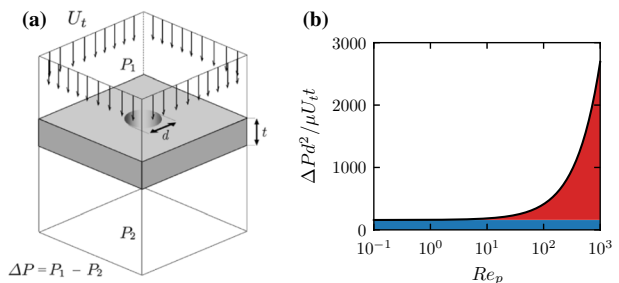 (a)
U_t
P_1
d
t
P_2
ΔP = P_1 − P_2
(b)
3000
2000
1000
0
ΔPd^2/μU_t t
10^−1
10^0
10^1
10^2
10^3
Re_p